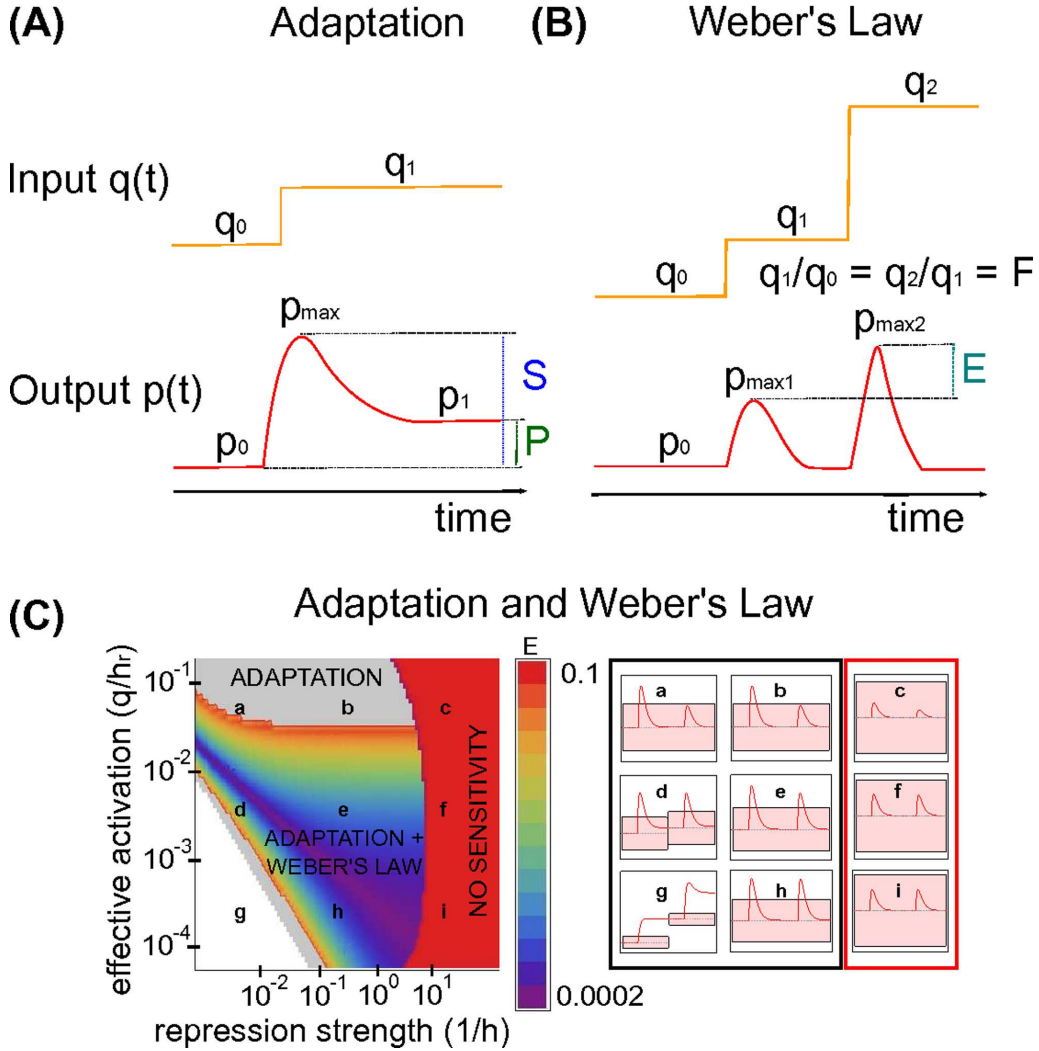 (A) Adaptation (B) Weber's Law
q2
q1
Input q(t)
q0
q1
q0
q1/q0 = q2/q1 = F
pmax
pmax2
S
E
pmax1
Output p(t)
p1
P
p0
p0
time
time
(C) Adaptation and Weber's Law
E
effective activation (q/hr)
10-1
10-2
10-3
10-4
ADAPTATION
a b c
d e f
ADAPTATION +
WEBER'S LAW
g h i
NO SENSITIVITY
10-2 10-1 100 101
repression strength (1/h)
0.1
0.0002
a b c
d e f
g h i